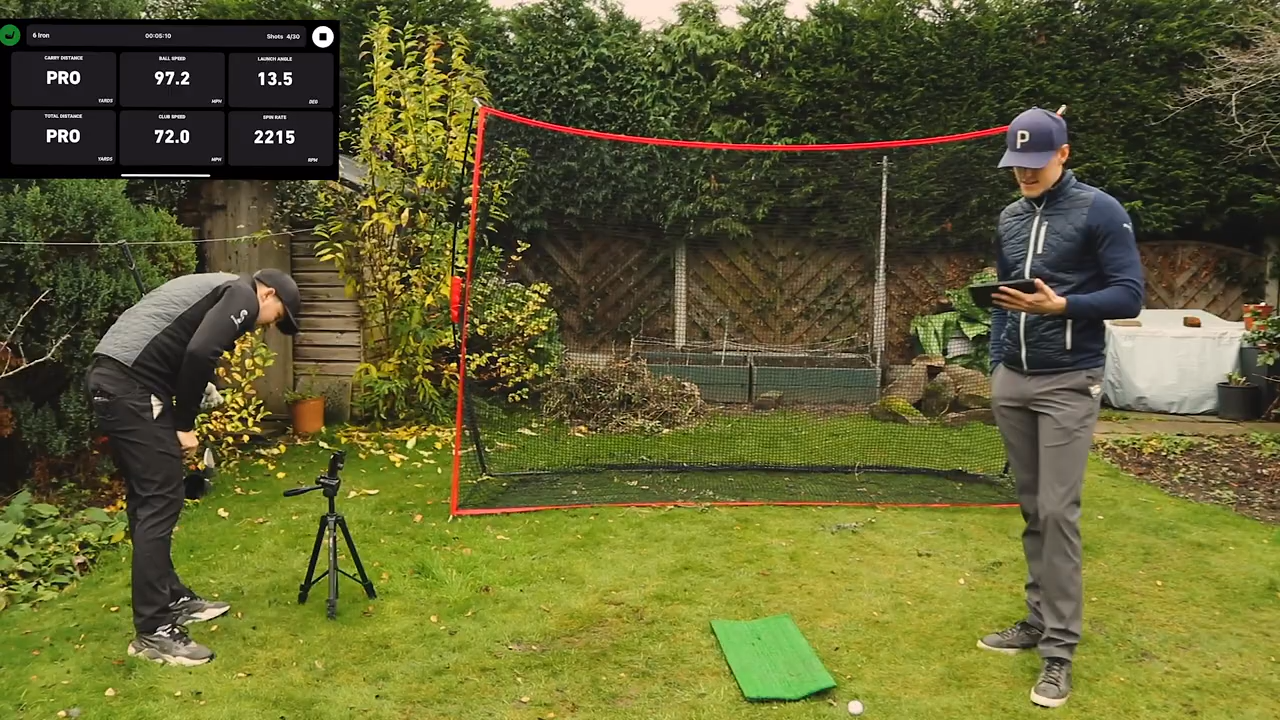 6 Iron 00:05:10 Shots 4/30
CARRY DISTANCE BALL SPEED LAUNCH ANGLE
PRO 97.2 13.5
YARDS MPH DEG
TOTAL DISTANCE CLUB SPEED SPIN RATE
PRO 72.0 2215
YARDS MPH RPM
P